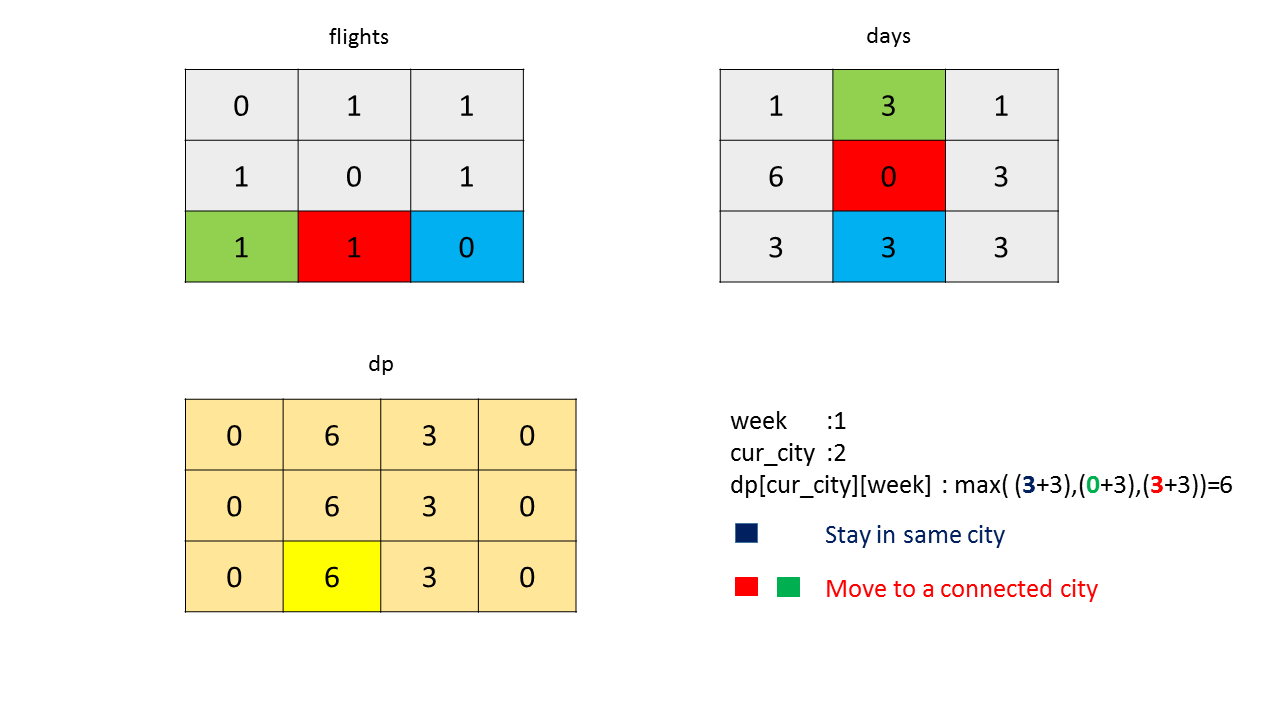 flights
0 1 1
1 0 1
1 1 0
days
1 3 1
6 0 3
3 3 3
dp
0 6 3 0
0 6 3 0
0 6 3 0
week :1
cur_city :2
dp[cur_city][week] : max( (3+3),(0+3),(3+3))=6
Stay in same city
Move to a connected city